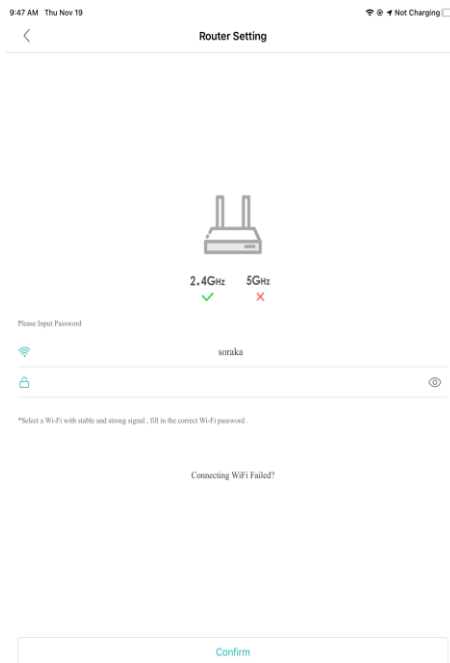 9:47 AM Thu Nov 19
Not Charging
Router Setting
2.4GHz 5GHz
Please Input Password
soraka
*Select a Wi-Fi with stable and strong signal , fill in the correct Wi-Fi password .
Connecting WiFi Failed?
Confirm